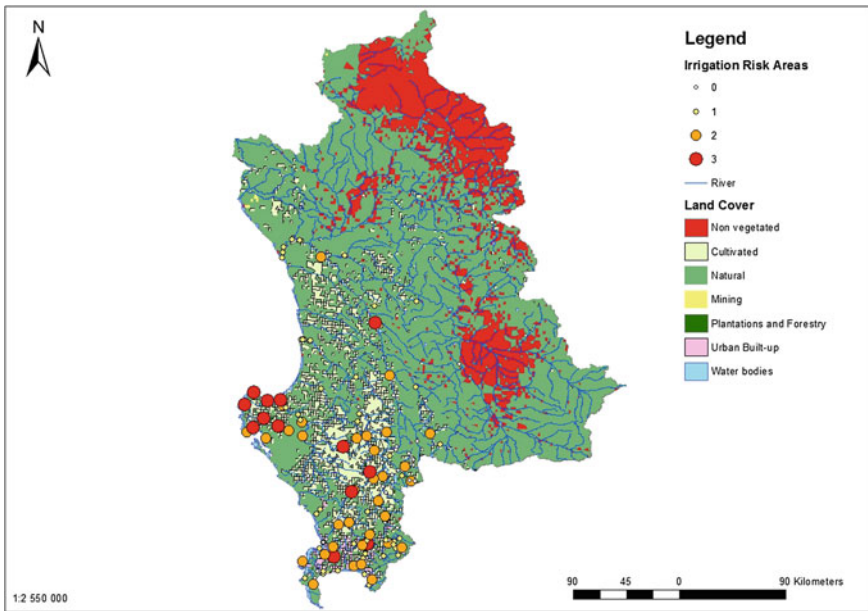 N
Legend
Irrigation Risk Areas
0
1
2
3
River
Land Cover
Non vegetated
Cultivated
Natural
Mining
Plantations and Forestry
Urban Built-up
Water bodies
1:2 550 000
90 45 0 90 Kilometers